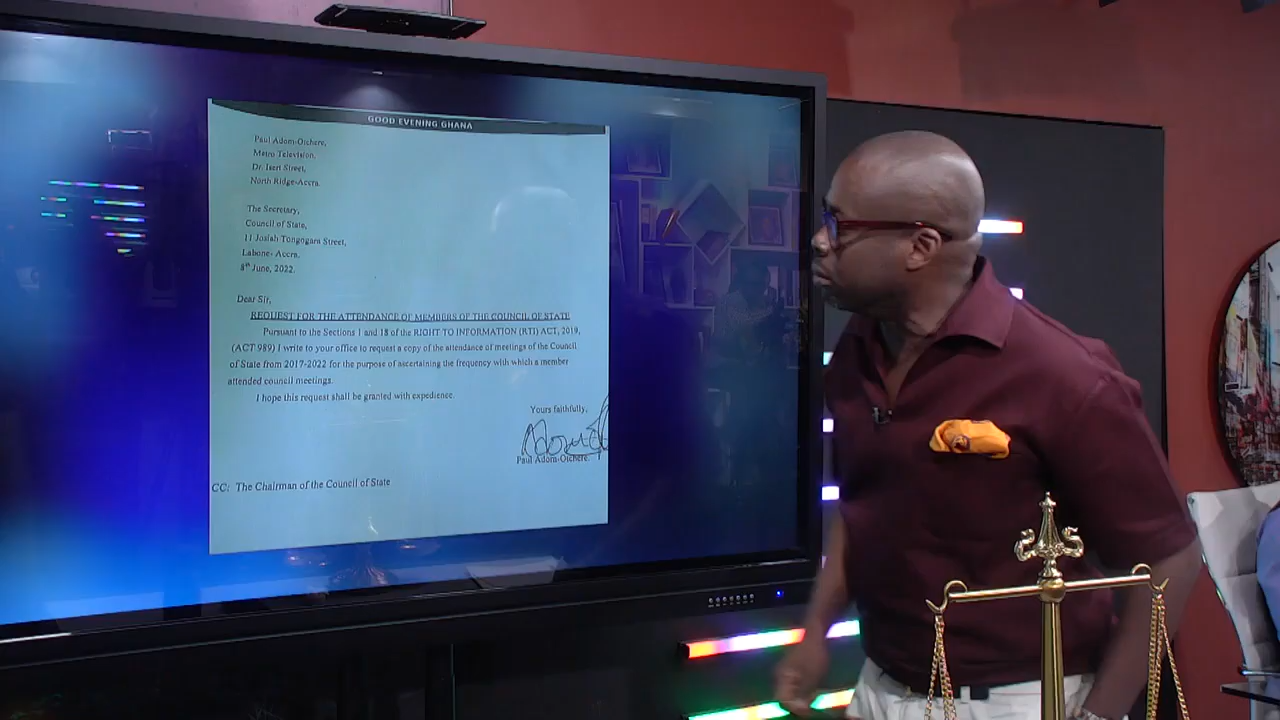 GOOD EVENING GHANA
Paul Adom-Otchere,
Metro Television,
Dr. Isert Street,
North Ridge-Accra.
The Secretary,
Council of State,
11 Josiah Tongogara Street,
Labone- Accra.
8th June, 2022.
Dear Sir,
REQUEST FOR THE ATTENDANCE OF MEMBERS OF THE COUNCIL OF STATE
Pursuant to the Sections 1 and 18 of the RIGHT TO INFORMATION (RTI) ACT, 2019,
(ACT 989) I write to your office to request a copy of the attendance of meetings of the Council
of State from 2017-2022 for the purpose of ascertaining the frequency with which a member
attended council meetings.
I hope this request shall be granted with expedience.
Yours faithfully,
Paul Adom-Otchere.
CC: The Chairman of the Council of State